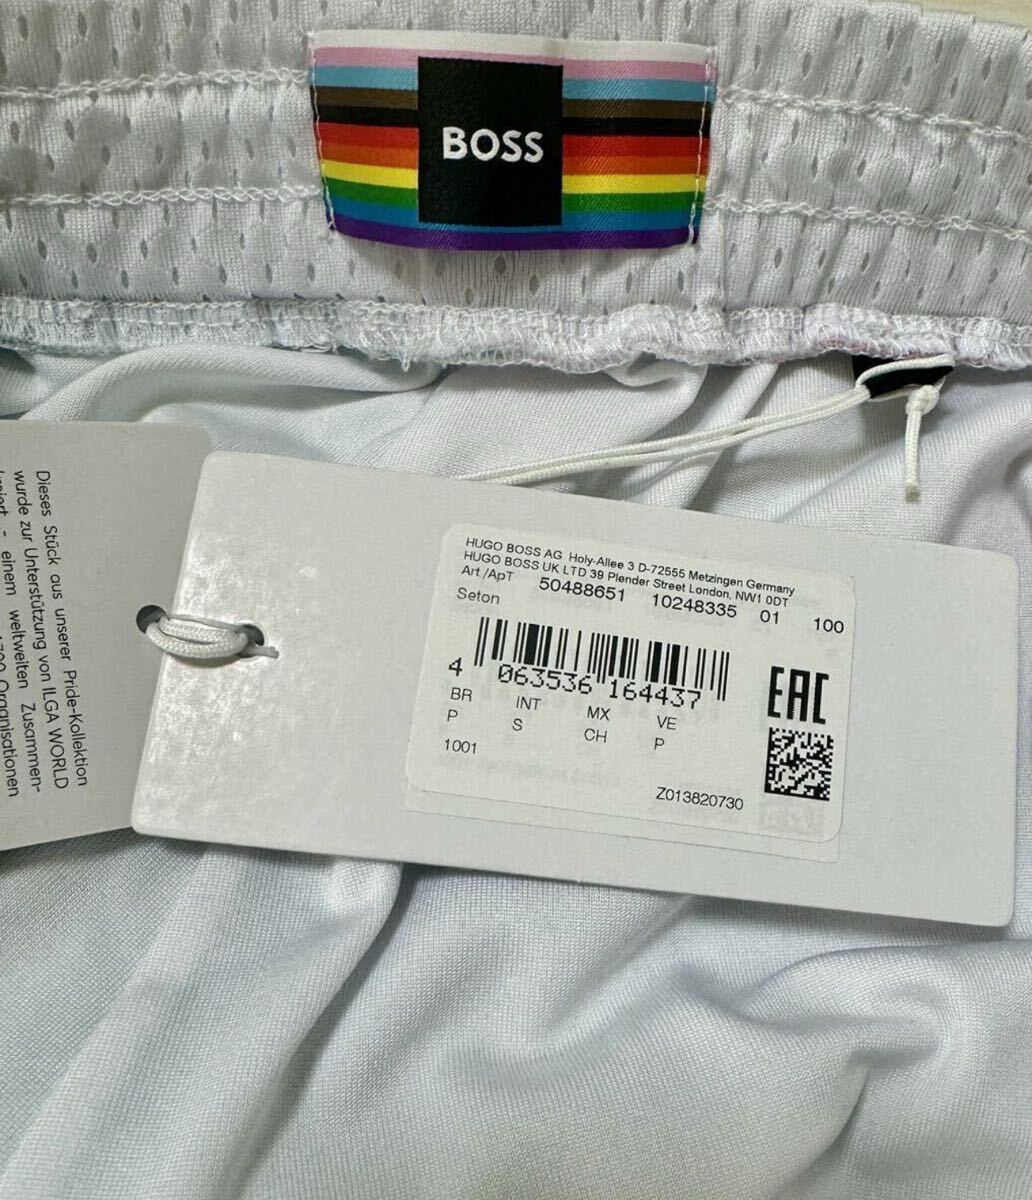 BOSS
Dieses Stück aus unserer Pride-Kollektion
wurde zur Unterstützung von ILGA WORLD
- einem weltweiten Zusammen-
Organisationen
HUGO BOSS AG Holy-Allee 3 D-72555 Metzingen Germany
HUGO BOSS UK LTD 39 Plender Street London, NW1 0DT
Art./ApT 50488651 10248335 01 100
Seton
4 063536 164437
EAC
BR INT MX VE
P S CH P
1001
Z013820730